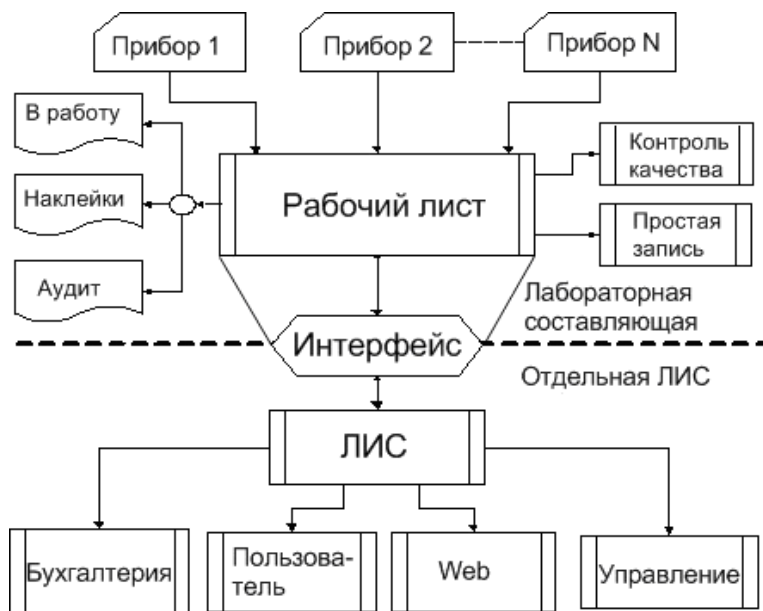 Прибор 1
Прибор 2
Прибор N
В работу
Наклейки
Аудит
Рабочий лист
Контроль
качества
Простая
запись
Лабораторная
составляющая
Интерфейс
Отдельная ЛИС
ЛИС
Бухгалтерия
Пользова-
тель
Web
Управление